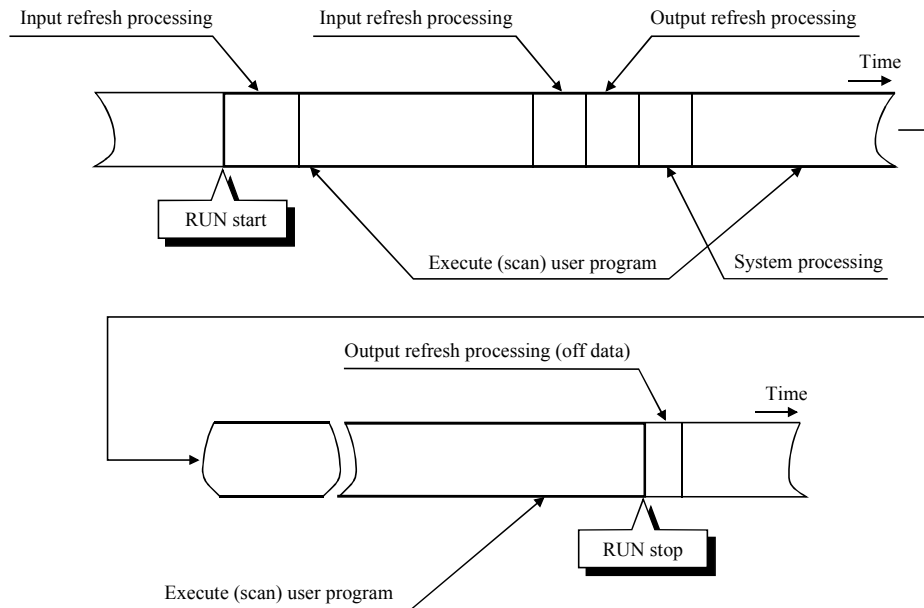 Input refresh processing
Input refresh processing
Output refresh processing
Time
RUN start
Execute (scan) user program
System processing
Output refresh processing (off data)
Time
RUN stop
Execute (scan) user program